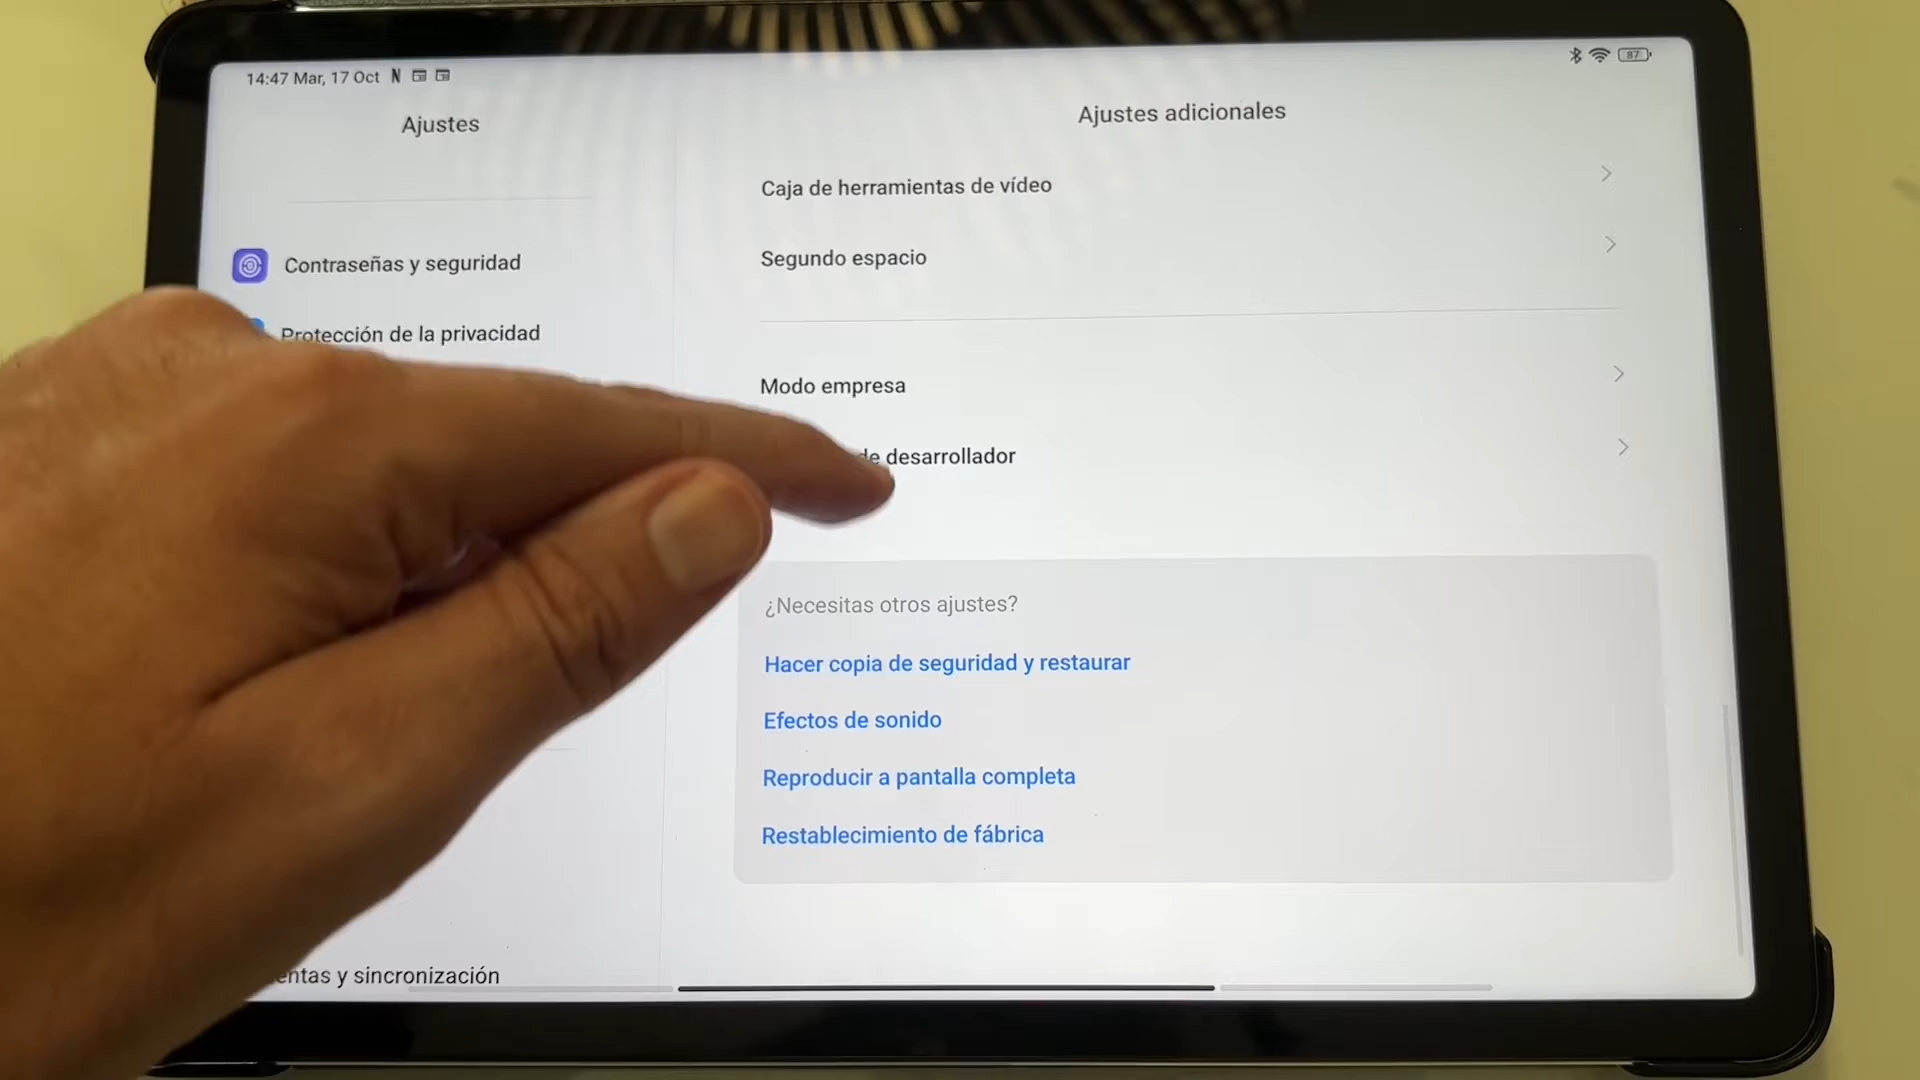 14:47 Mar, 17 Oct
87
Ajustes
Contraseñas y seguridad
Protección de la privacidad
y sincronización
Ajustes adicionales
Caja de herramientas de vídeo
Segundo espacio
Modo empresa
de desarrollador
¿Necesitas otros ajustes?
Hacer copia de seguridad y restaurar
Efectos de sonido
Reproducir a pantalla completa
Restablecimiento de fábrica